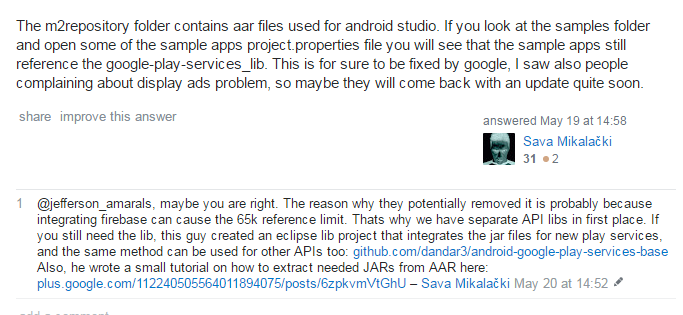 The m2repository folder contains aar files used for android studio. If you look at the samples folder
and open some of the sample apps project.properties file you will see that the sample apps still
reference the google-play-services_lib. This is for sure to be fixed by google, I saw also people
complaining about display ads problem, so maybe they will come back with an update quite soon.
share improve this answer
answered May 19 at 14:58
Sava Mikalački
31 ●2
1 @jefferson_amarals, maybe you are right. The reason why they potentially removed it is probably because
integrating firebase can cause the 65k reference limit. Thats why we have separate API libs in first place. If
you still need the lib, this guy created an eclipse lib project that integrates the jar files for new play services,
and the same method can be used for other APIs too: github.com/dandar3/android-google-play-services-base
Also, he wrote a small tutorial on how to extract needed JARs from AAR here:
plus.google.com/112240505564011894075/posts/6zpkvmVtGhU – Sava Mikalački May 20 at 14:52
add a comment